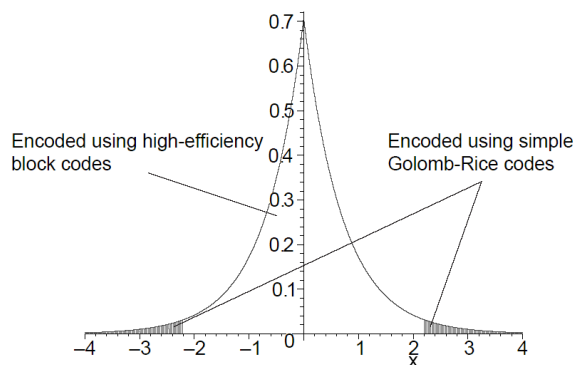 0.7
0.6
0.5
Encoded using high-efficiency
block codes
Encoded using simple
Golomb-Rice codes
0.4
0.3
0.2
0.1
0
–4 –3 –2 –1 1 2 3 4
x